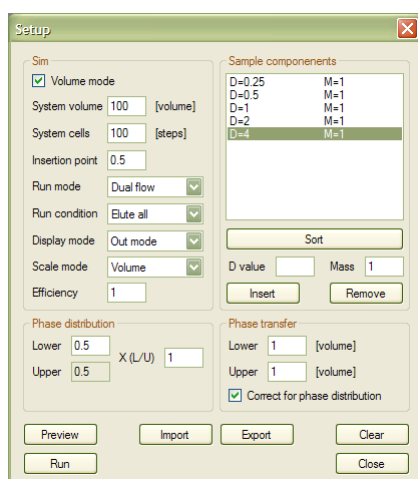 Setup
Sim
Volume mode
System volume 100 [volume]
System cells 100 [steps]
Insertion point 0.5
Run mode Dual flow
Run condition Elute all
Display mode Out mode
Scale mode Volume
Efficiency 1
Sample componenents
D=0.25 M=1
D=0.5 M=1
D=1 M=1
D=2 M=1
D=4 M=1
Sort
D value Mass 1
Insert Remove
Phase distribution
Lower 0.5
X (L/U) 1
Upper 0.5
Phase transfer
Lower 1 [volume]
Upper 1 [volume]
Correct for phase distribution
Preview Import Export Clear
Run Close